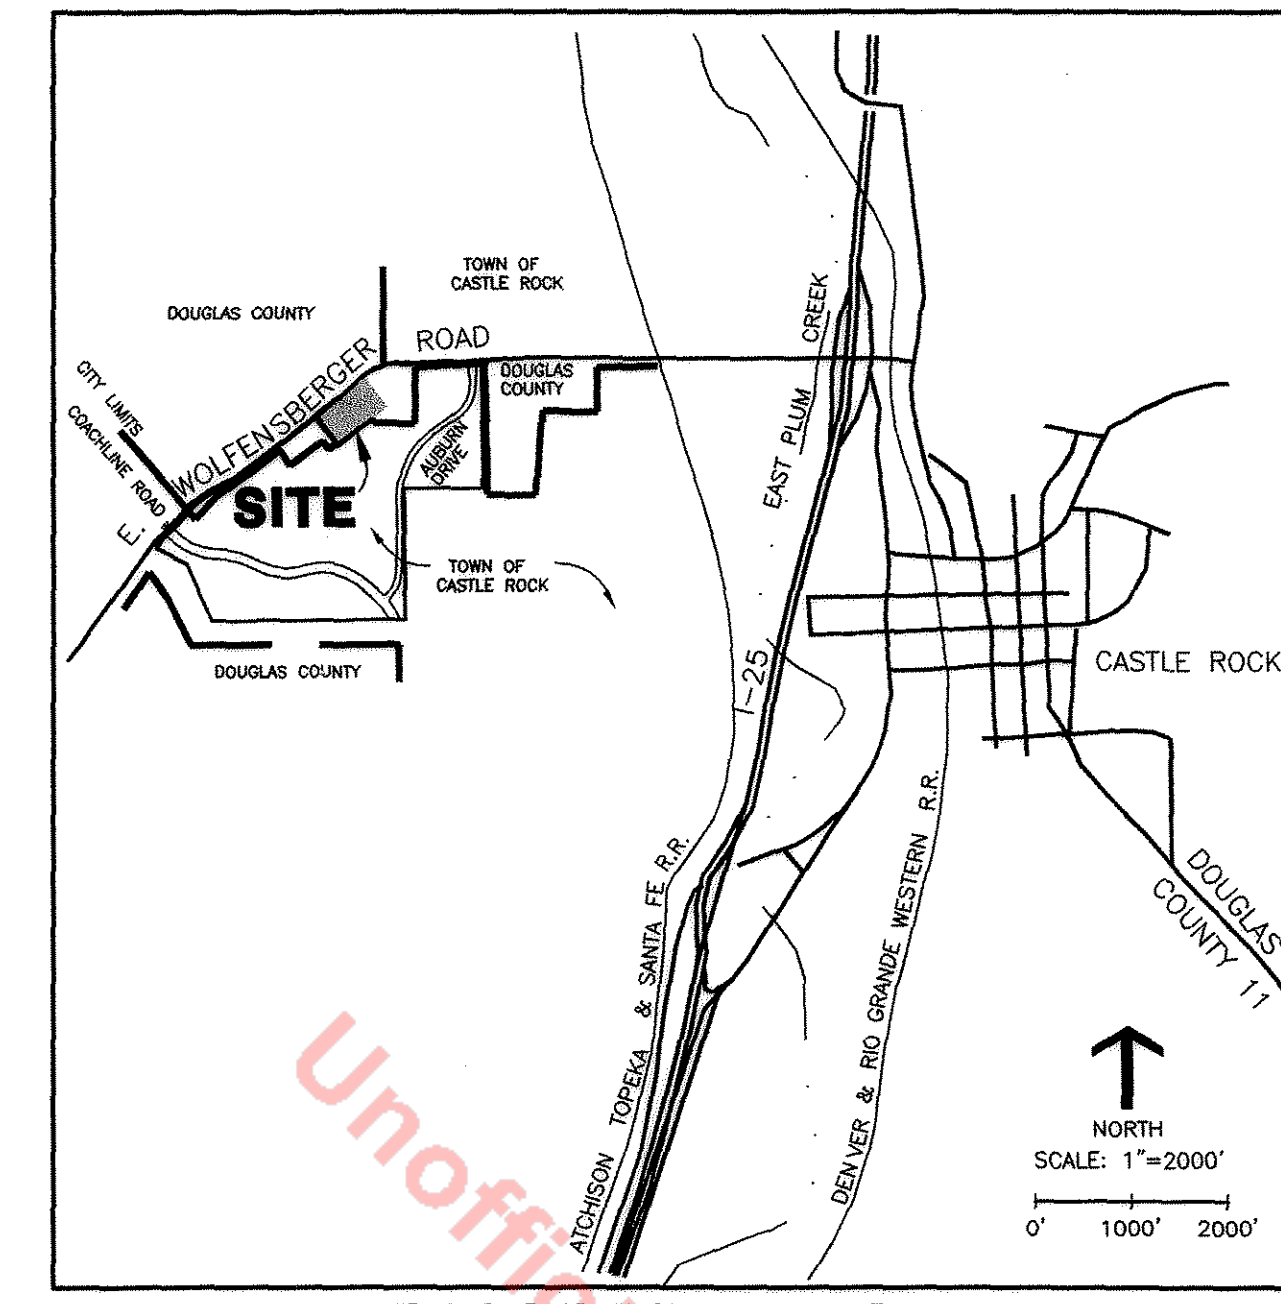 TOWN OF
CASTLE ROCK
DOUGLAS COUNTY
WOLFENSBERGER ROAD
DOUGLAS
COUNTY
CITY LIMITS
E. COACHLINE ROAD
AUBURN
DRIVE
SITE
TOWN OF
CASTLE ROCK
DOUGLAS COUNTY
EAST PLUM CREEK
I-25
CASTLE ROCK
ATCHISON TOPEKA & SANTA FE R.R.
DENVER & RIO GRANDE WESTERN R.R.
DOUGLAS
COUNTY 11
NORTH
SCALE: 1"=2000'
0' 1000' 2000'